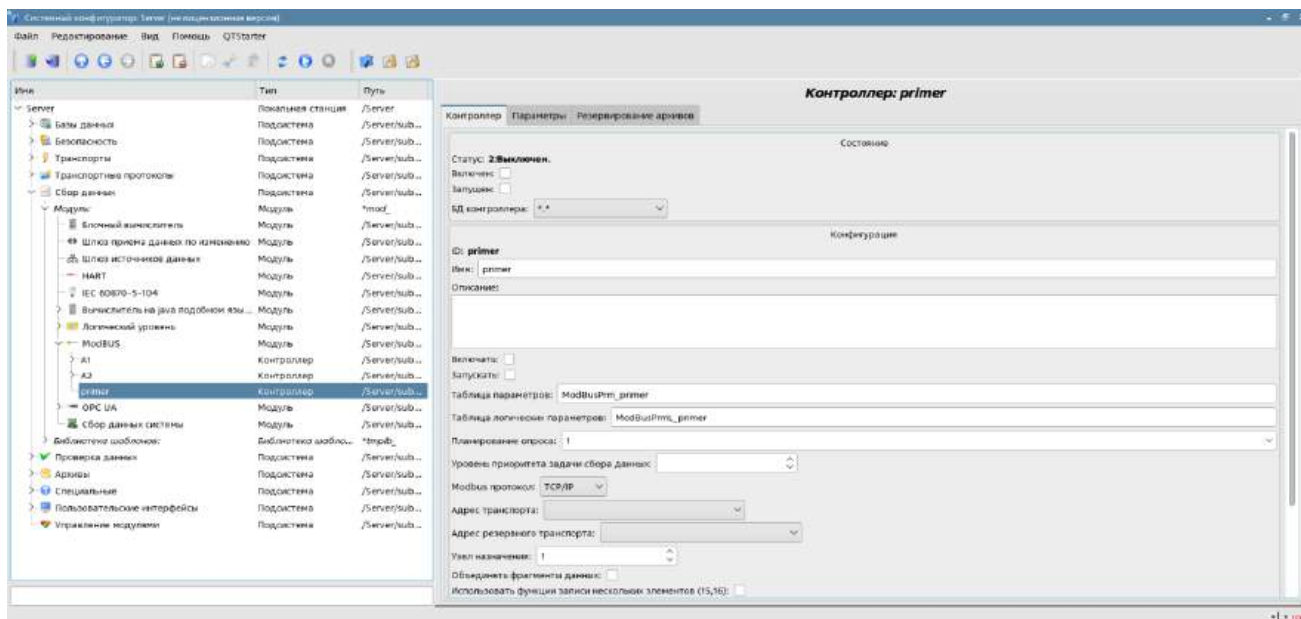 Системный конфигуратор: Server (не лицензионная версия)
Файл Редактирование Вид Помощь QTStarter
Имя Тип Путь
Server Локальная станция /Server
Базы данных Подсистема /Server/sub...
Безопасность Подсистема /Server/sub...
Транспорты Подсистема /Server/sub...
Транспортные протоколы Подсистема /Server/sub...
Сбор данных Подсистема /Server/sub...
Модуль: Модуль *mod_
Блочный вычислитель Модуль /Server/sub...
Шлюз приема данных по изменению Модуль /Server/sub...
Шлюз источников данных Модуль /Server/sub...
HART Модуль /Server/sub...
IEC 60870-5-104 Модуль /Server/sub...
Вычислитель на java подобном язы... Модуль /Server/sub...
Логический уровень Модуль /Server/sub...
ModBUS Модуль /Server/sub...
A1 Контроллер /Server/sub...
A2 Контроллер /Server/sub...
primer Контроллер /Server/sub...
OPC UA Модуль /Server/sub...
Сбор данных системы Модуль /Server/sub...
Библиотека шаблонов: Библиотека шабло... *tmplb_
Проверка данных Подсистема /Server/sub...
Архивы Подсистема /Server/sub...
Специальные Подсистема /Server/sub...
Пользовательские интерфейсы Подсистема /Server/sub...
Управление модулями Подсистема /Server/sub...
Контроллер: primer
Контроллер Параметры Резервирование архивов
Состояние
Статус: 2:Выключен.
Включен:
Запущен:
БД контроллера: *.*
Конфигурация
ID: primer
Имя: primer
Описание:
Включать:
Запускать:
Таблица параметров: ModBusPrm_primer
Таблица логических параметров: ModBusPrmL_primer
Планирование опроса: 1
Уровень приоритета задачи сбора данных:
Modbus протокол: TCP/IP
Адрес транспорта:
Адрес резервного транспорта:
Узел назначения: 1
Объединять фрагменты данных:
Использовать функции записи нескольких элементов (15,16):